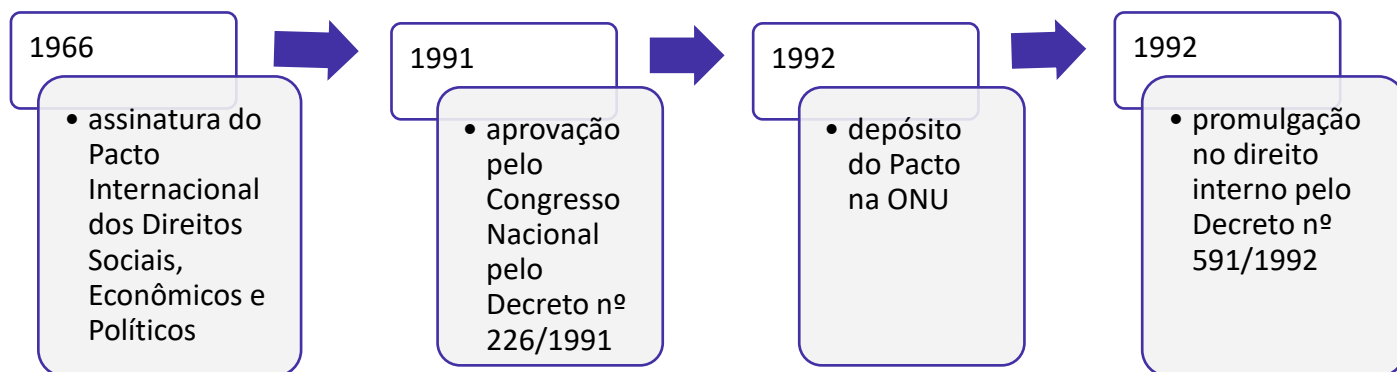 1966
• assinatura do
Pacto
Internacional
dos Direitos
Sociais,
Econômicos e
Políticos
1991
• aprovação
pelo
Congresso
Nacional
pelo
Decreto nº
226/1991
1992
• depósito
do Pacto
na ONU
1992
• promulgação
no direito
interno pelo
Decreto nº
591/1992